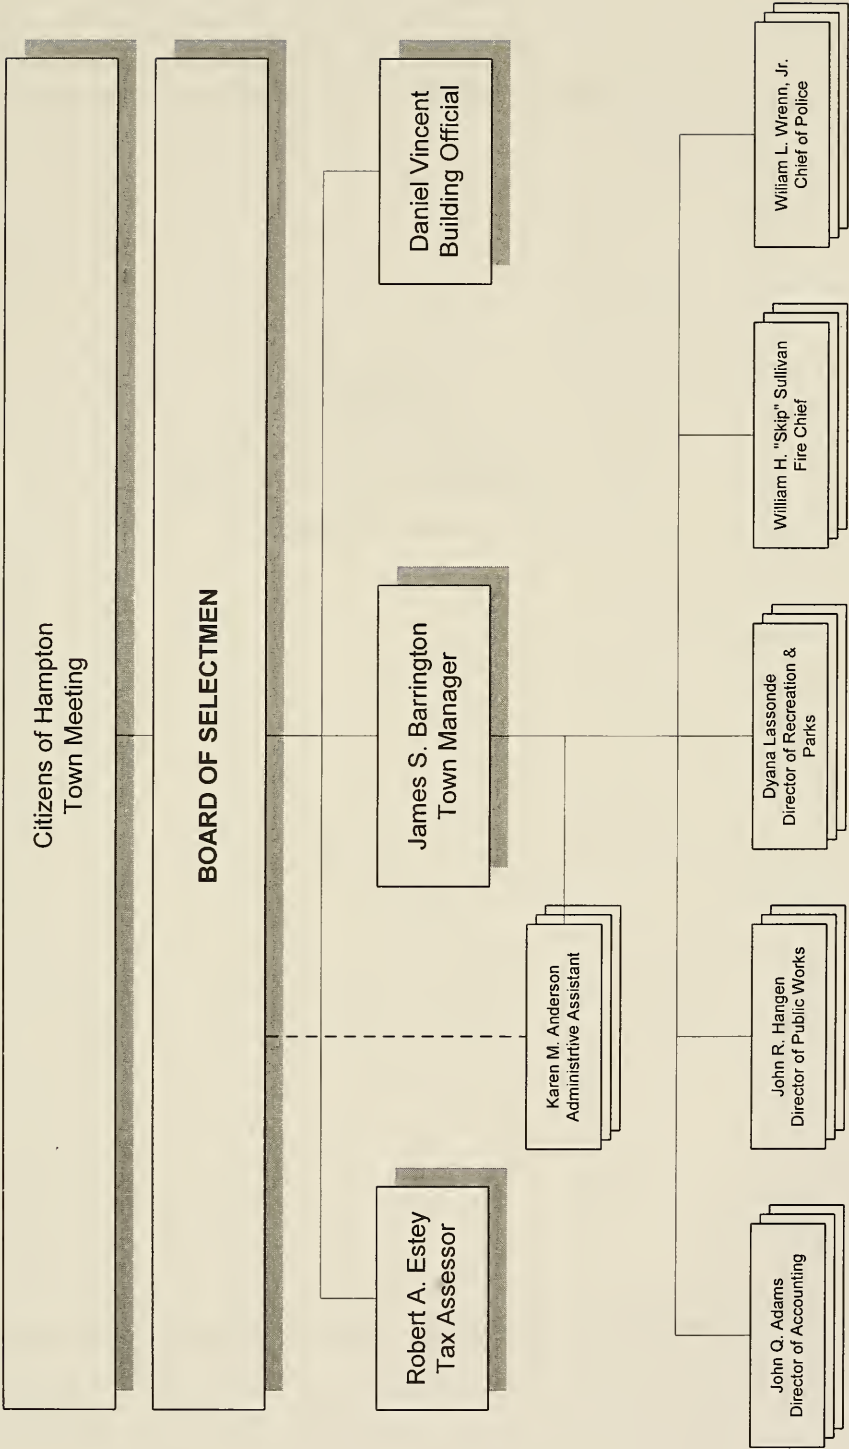 Citizens of Hampton
Town Meeting
BOARD OF SELECTMEN
Robert A. Estey
Tax Assessor
James S. Barrington
Town Manager
Daniel Vincent
Building Official
Karen M. Anderson
Administrtive Assistant
John Q. Adams
Director of Accounting
John R. Hangen
Director of Public Works
Dyana Lassonde
Director of Recreation &
Parks
William H. "Skip" Sullivan
Fire Chief
Wiliam L. Wrenn, Jr.
Chief of Police